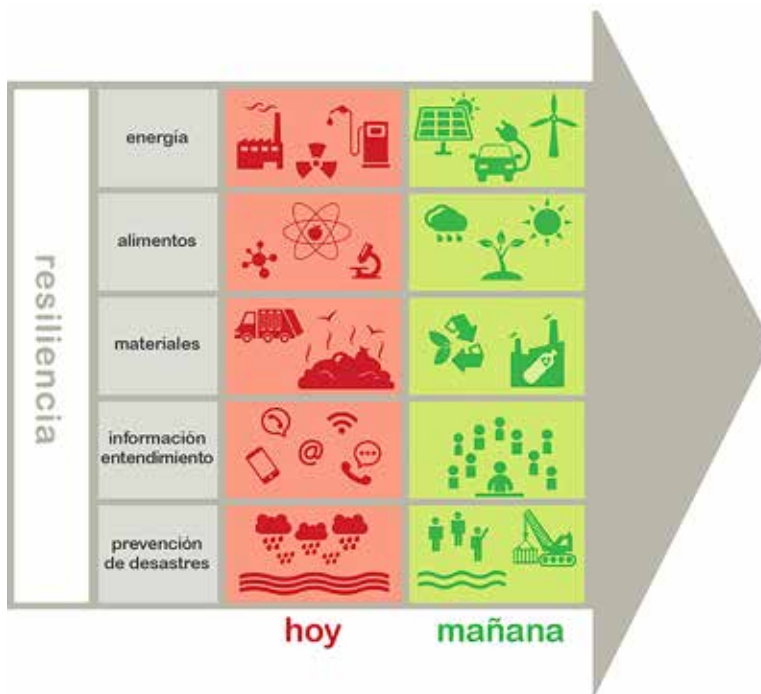 resiliencia
energía
alimentos
materiales
información
entendimiento
prevención
de desastres
@
hoy
mañana